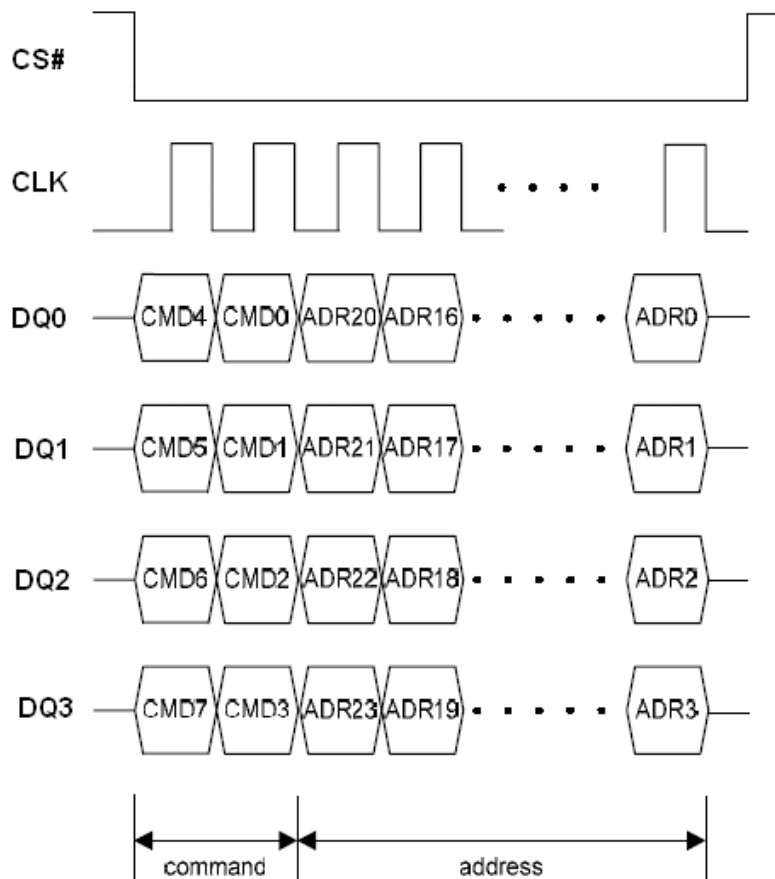 CS#
CLK
DQ0 CMD4 CMD0 ADR20 ADR16 ADR0
DQ1 CMD5 CMD1 ADR21 ADR17 ADR1
DQ2 CMD6 CMD2 ADR22 ADR18 ADR2
DQ3 CMD7 CMD3 ADR23 ADR19 ADR3
command address